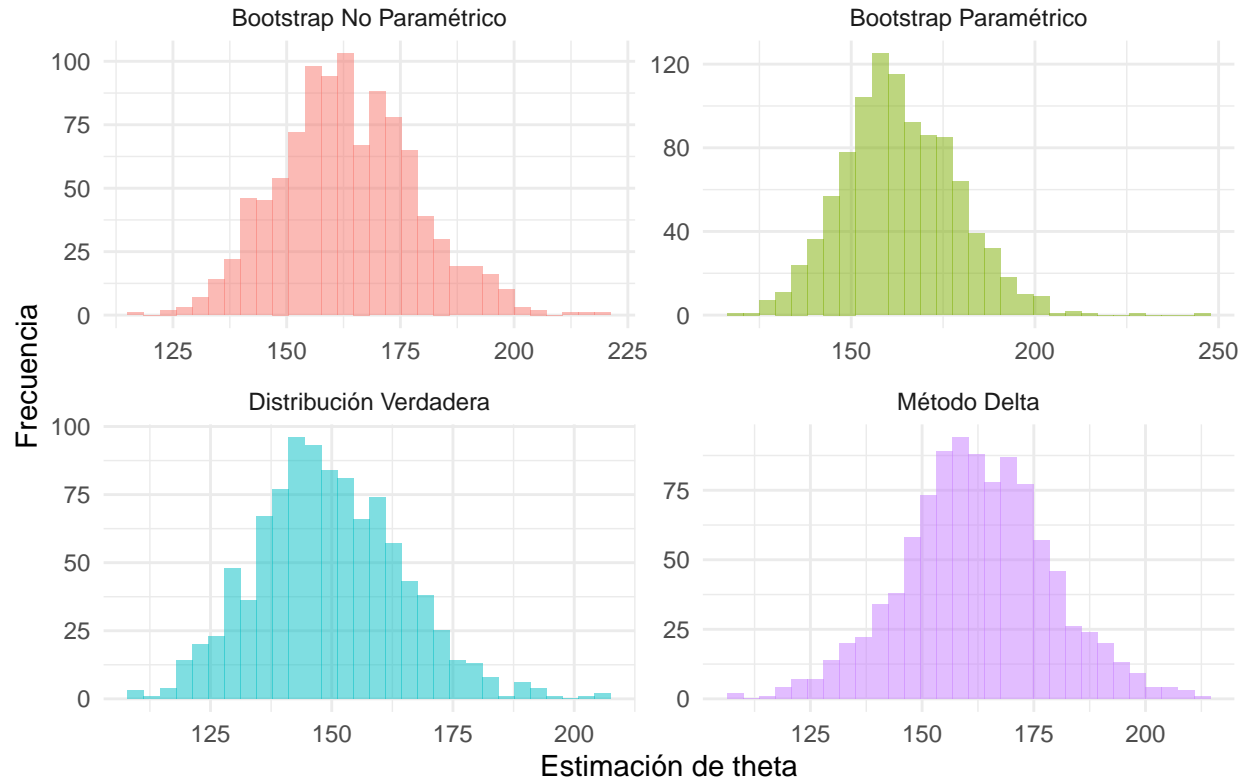 Bootstrap No Paramétrico
Bootstrap Paramétrico
100
75
50
25
0
125 150 175 200 225
120
80
40
0
150 200 250
Frecuencia
Distribución Verdadera
Método Delta
100
75
50
25
0
125 150 175 200
75
50
25
0
125 150 175 200
Estimación de theta